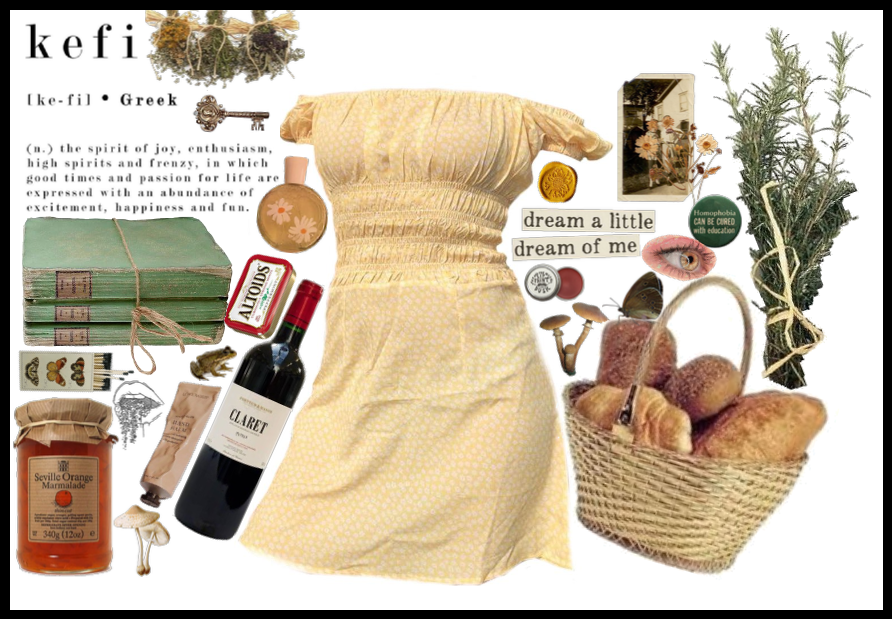 kefi
[ke-fi] • Greek
(n.) the spirit of joy, enthusiasm,
high spirits and frenzy, in which
good times and passion for life are
expressed with an abundance of
excitement, happiness and fun.
ALTOIDS
dream a little
dream of me
Homophobia
CAN BE CURED
with education
CLARET
HAND
BALM
Seville Orange
Marmalade
340g (12oz)